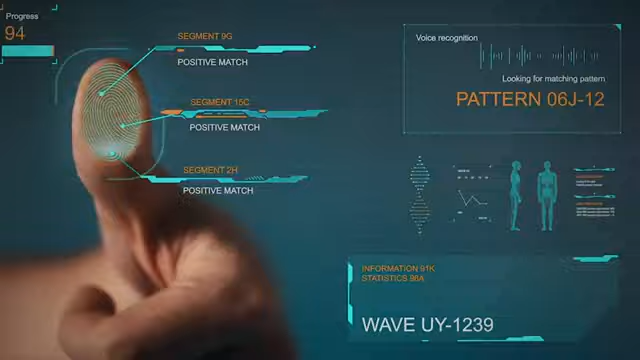 Progress
94
SEGMENT 9G
POSITIVE MATCH
SEGMENT 15C
POSITIVE MATCH
SEGMENT 2H
POSITIVE MATCH
Voice recognition
Looking for matching pattern
PATTERN 06J-12
INFORMATION 91K
STATISTICS 98A
WAVE UY-1239